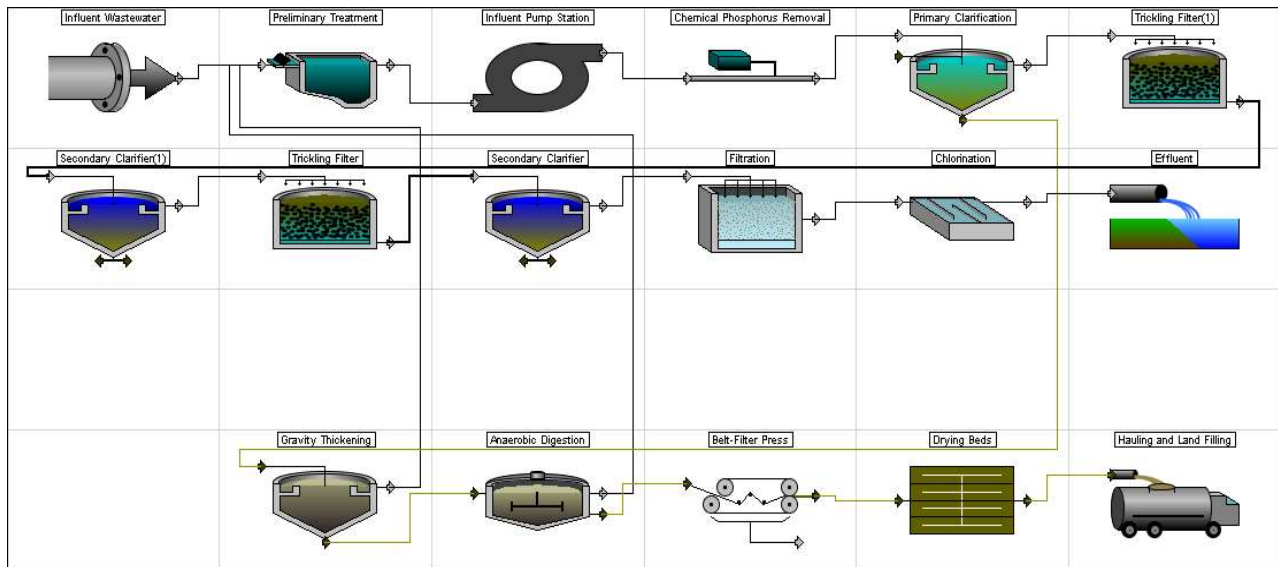 Influent Wastewater
Preliminary Treatment
Influent Pump Station
Chemical Phosphorus Removal
Primary Clarification
Trickling Filter(1)
Secondary Clarifier(1)
Trickling Filter
Secondary Clarifier
Filtration
Chlorination
Effluent
Gravity Thickening
Anaerobic Digestion
Belt-Filter Press
Drying Beds
Hauling and Land Filling